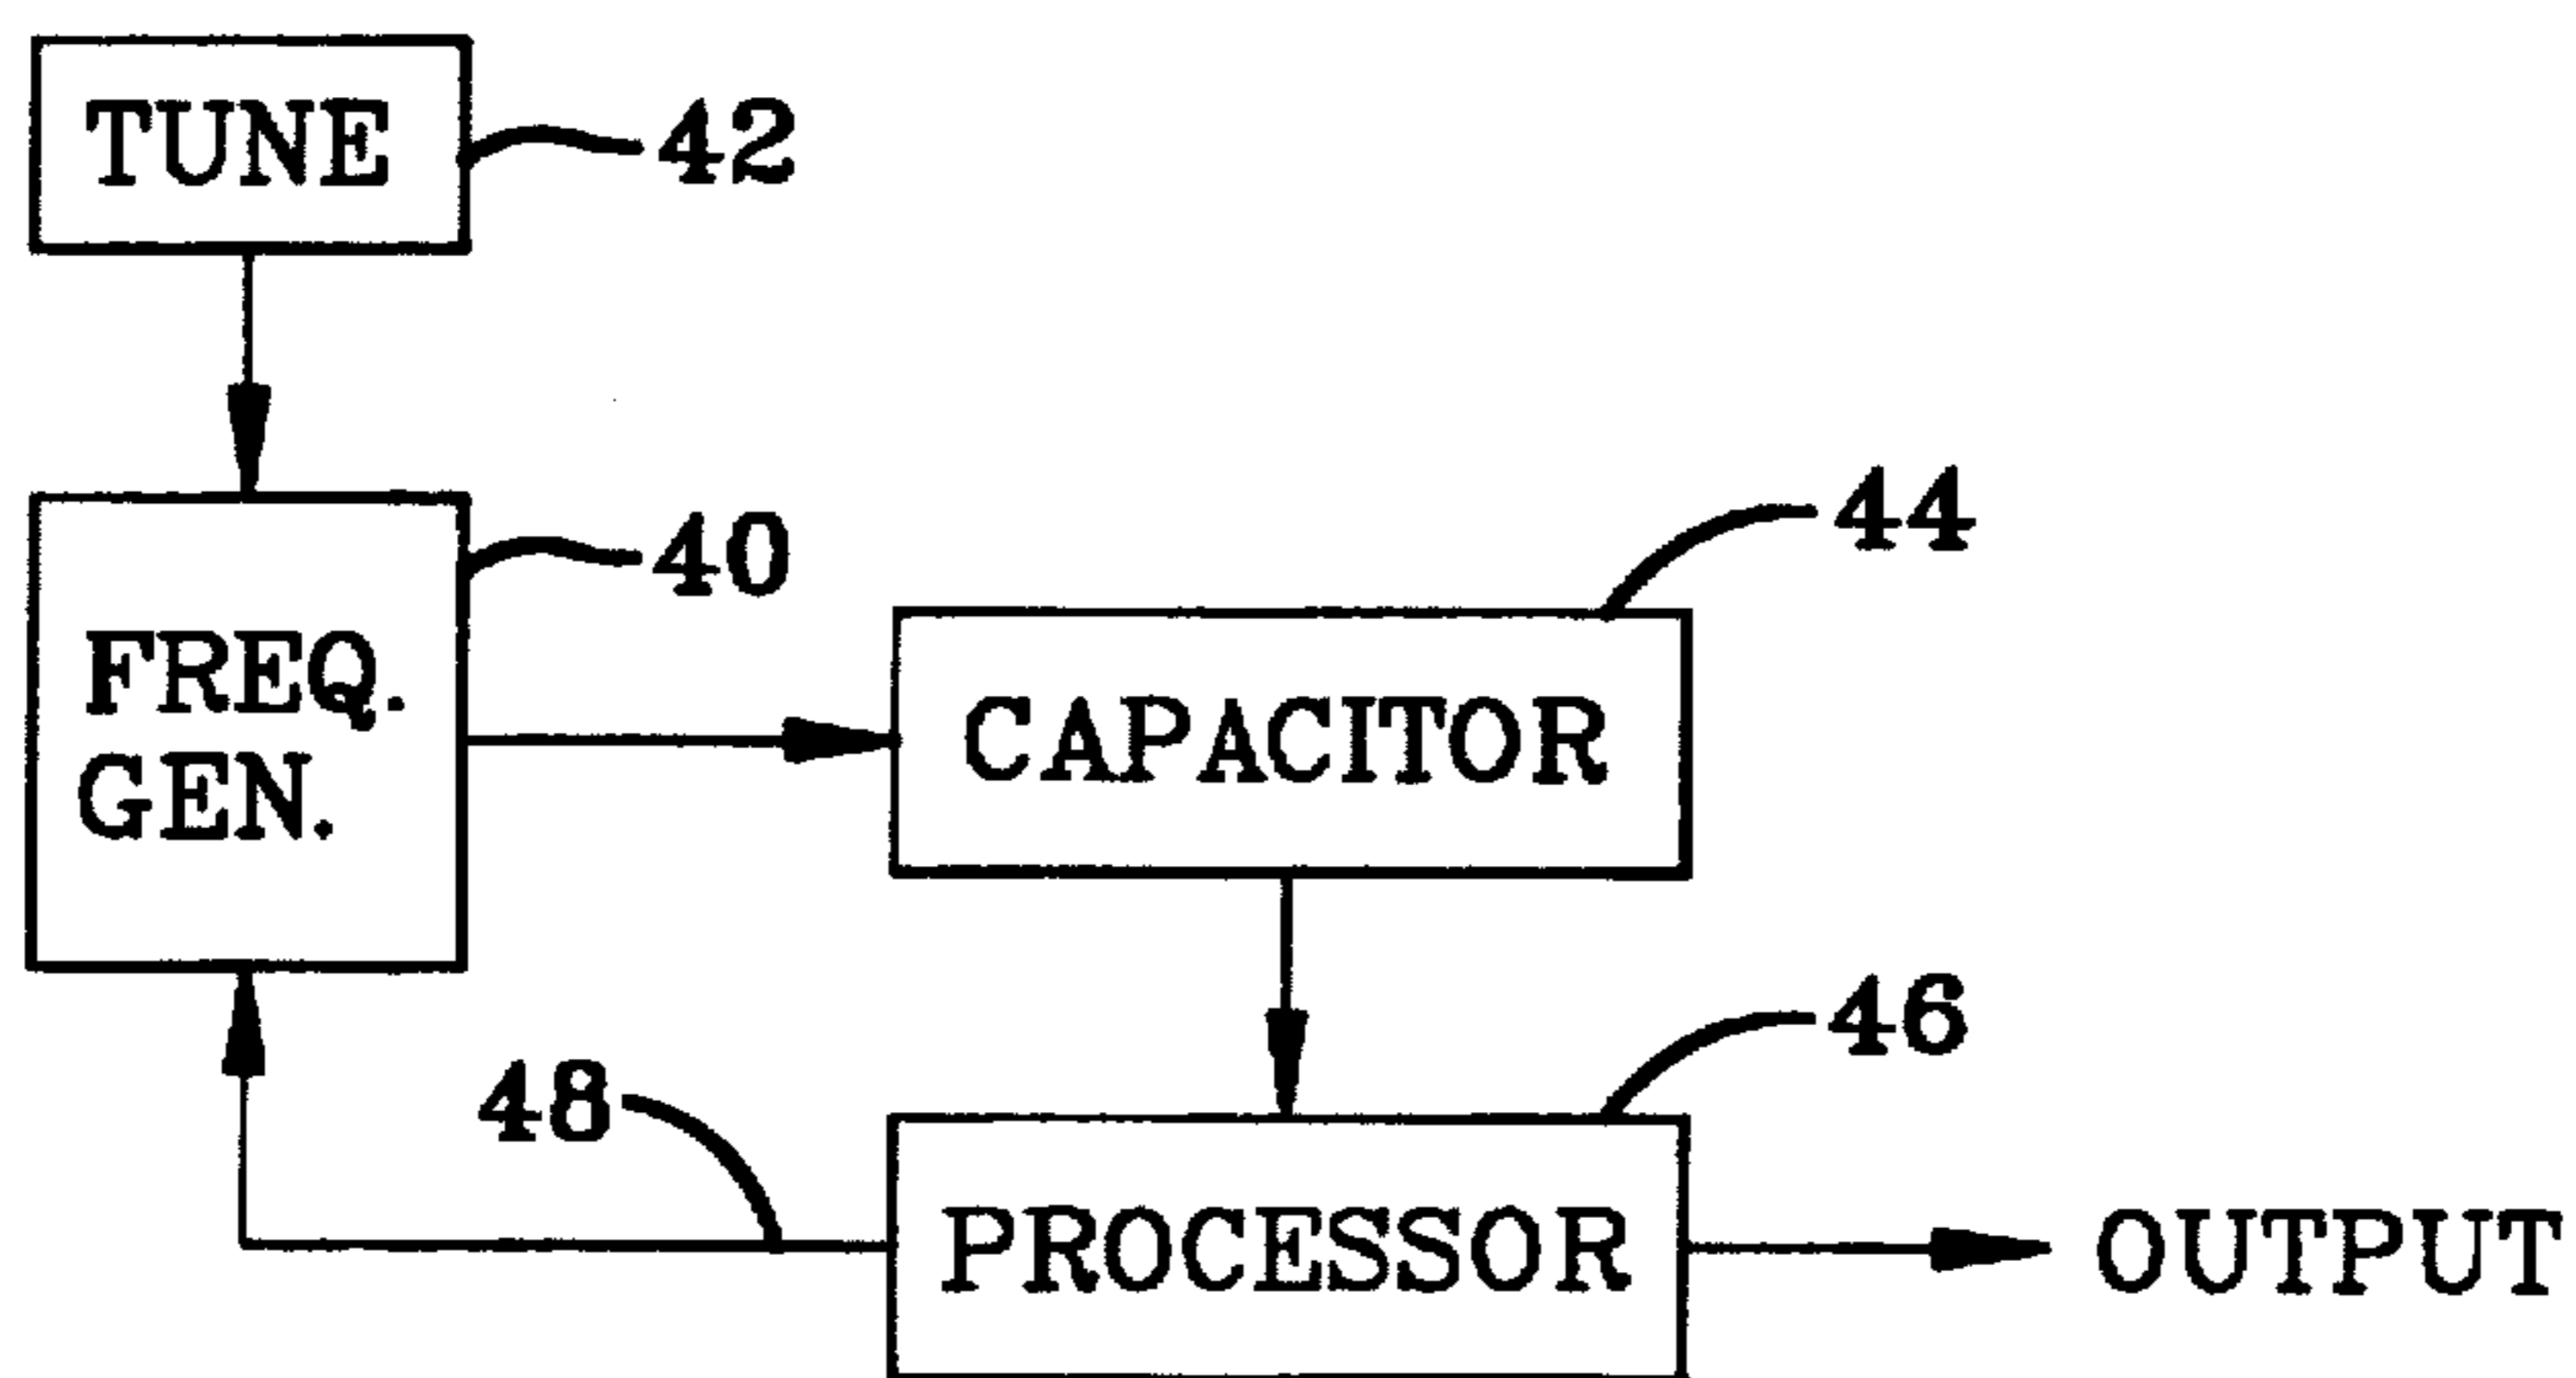 TUNE
42
40
FREQ.
GEN.
44
CAPACITOR
46
48
PROCESSOR
OUTPUT